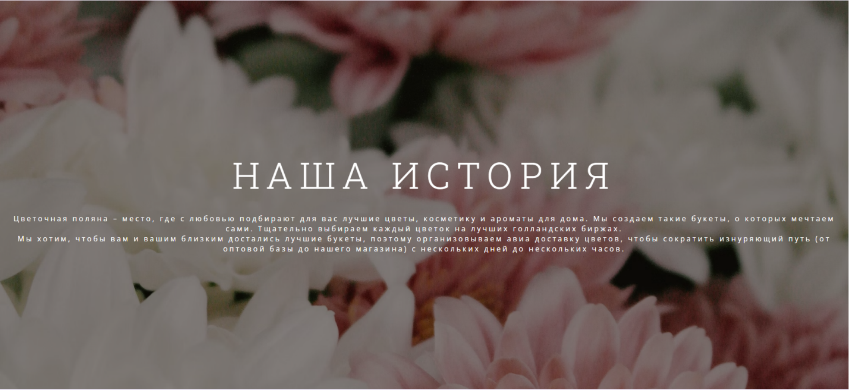 НАША ИСТОРИЯ
Цветочная поляна – место, где с любовью подбирают для вас лучшие цветы, косметику и ароматы для дома. Мы создаем такие букеты, о которых мечтаем
сами. Тщательно выбираем каждый цветок на лучших голландских биржах.
Мы хотим, чтобы вам и вашим близким достались лучшие букеты, поэтому организовываем авиа доставку цветов, чтобы сократить изнуряющий путь (от
оптовой базы до нашего магазина) с нескольких дней до нескольких часов.